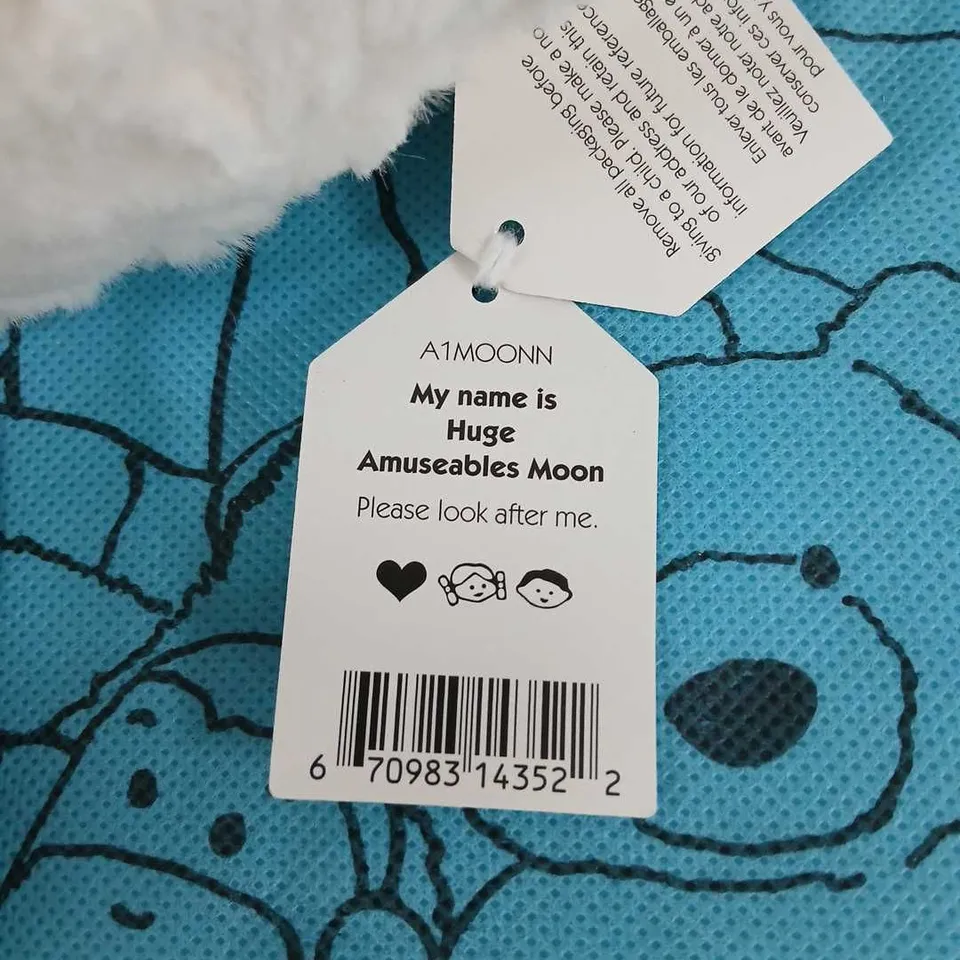 Remove all packaging before
giving to a child. Please make a no
of our address and retain this
information for future reference
Enlever tous les emballage
avant de le donner à un e
Veuillez noter notre ad
conserver ces info
pour vous y
A1MOONN
My name is
Huge
Amuseables Moon
Please look after me.
6 70983 14352 2